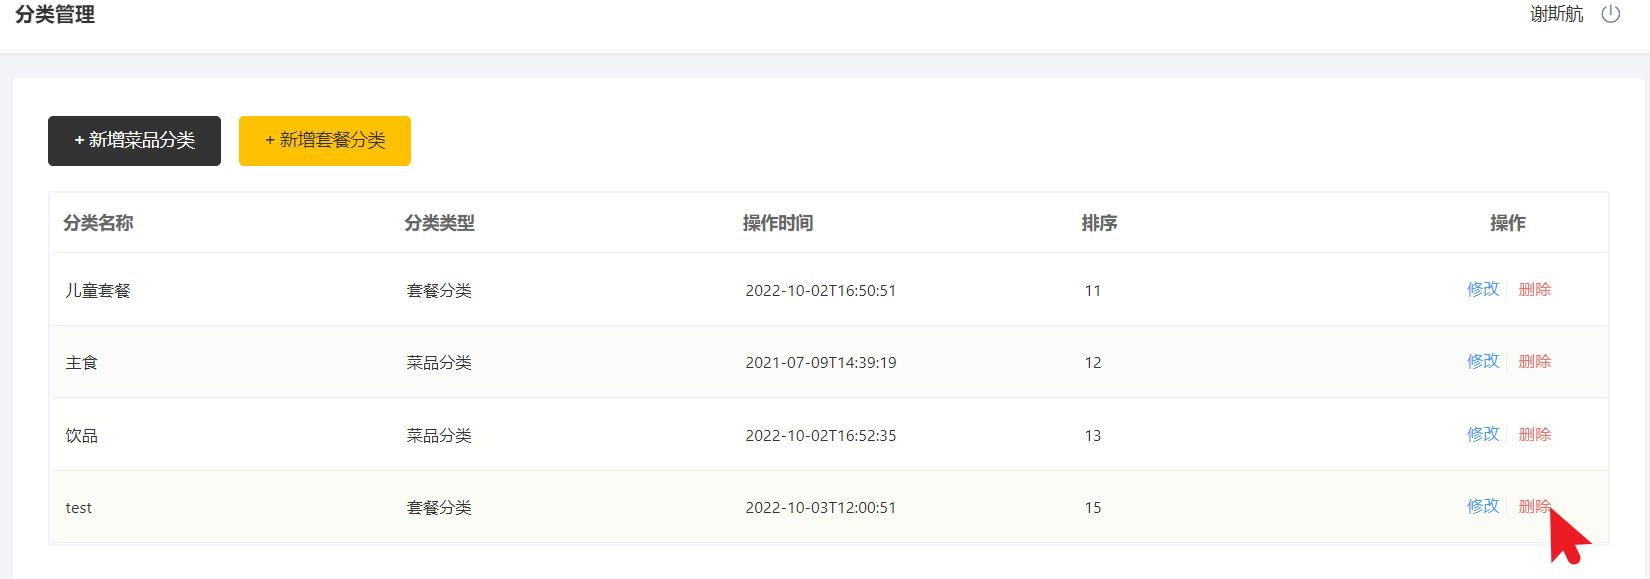 分类管理 谢斯航
+ 新增菜品分类 + 新增套餐分类
分类名称 分类类型 操作时间 排序 操作
儿童套餐 套餐分类 2022-10-02T16:50:51 11 修改 删除
主食 菜品分类 2021-07-09T14:39:19 12 修改 删除
饮品 菜品分类 2022-10-02T16:52:35 13 修改 删除
test 套餐分类 2022-10-03T12:00:51 15 修改 删除